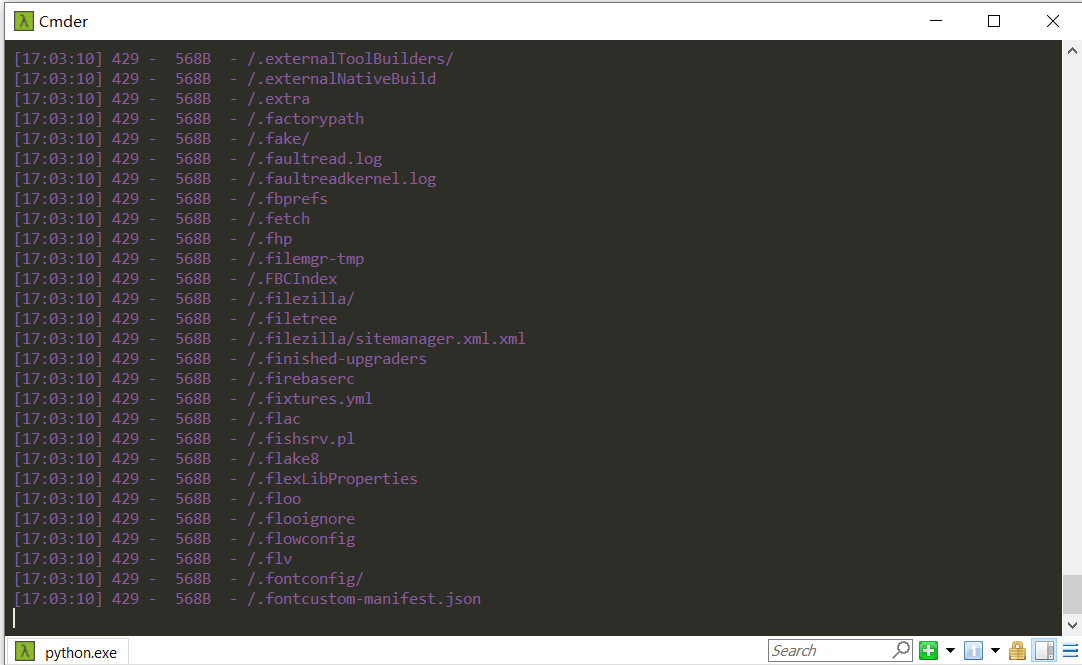 λ Cmder
[17:03:10] 429 -  568B  - /.externalToolBuilders/
[17:03:10] 429 -  568B  - /.externalNativeBuild
[17:03:10] 429 -  568B  - /.extra
[17:03:10] 429 -  568B  - /.factorypath
[17:03:10] 429 -  568B  - /.fake/
[17:03:10] 429 -  568B  - /.faultread.log
[17:03:10] 429 -  568B  - /.faultreadkernel.log
[17:03:10] 429 -  568B  - /.fbprefs
[17:03:10] 429 -  568B  - /.fetch
[17:03:10] 429 -  568B  - /.fhp
[17:03:10] 429 -  568B  - /.filemgr-tmp
[17:03:10] 429 -  568B  - /.FBCIndex
[17:03:10] 429 -  568B  - /.filezilla/
[17:03:10] 429 -  568B  - /.filetree
[17:03:10] 429 -  568B  - /.filezilla/sitemanager.xml.xml
[17:03:10] 429 -  568B  - /.finished-upgraders
[17:03:10] 429 -  568B  - /.firebaserc
[17:03:10] 429 -  568B  - /.fixtures.yml
[17:03:10] 429 -  568B  - /.flac
[17:03:10] 429 -  568B  - /.fishsrv.pl
[17:03:10] 429 -  568B  - /.flake8
[17:03:10] 429 -  568B  - /.flexLibProperties
[17:03:10] 429 -  568B  - /.floo
[17:03:10] 429 -  568B  - /.flooignore
[17:03:10] 429 -  568B  - /.flowconfig
[17:03:10] 429 -  568B  - /.flv
[17:03:10] 429 -  568B  - /.fontconfig/
[17:03:10] 429 -  568B  - /.fontcustom-manifest.json
λ python.exe
Search
1